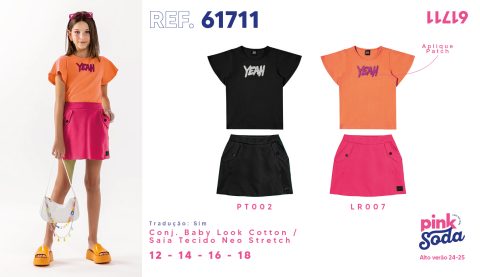 REF. 61711
61711
YEAH
YEAH
YEAH
Aplique
Patch
PT002
LR007
Tradução: Sim
Conj. Baby Look Cotton /
Saia Tecido Neo Stretch
12 - 14 - 16 - 18
pink
Soda
Alto verão 24-25